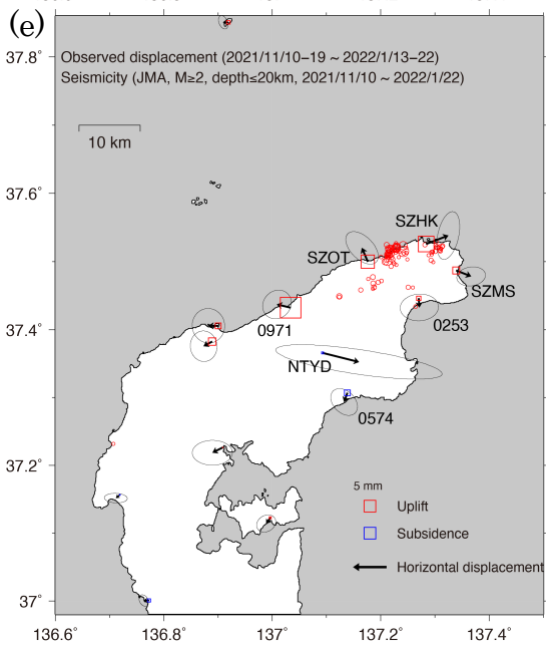 (e)
Observed displacement (2021/11/10−19 ~ 2022/1/13−22)
Seismicity (JMA, M≥2, depth≤20km, 2021/11/10 ~ 2022/1/22)
10 km
37.8˚
37.6˚
37.4˚
37.2˚
37˚
SZHK
SZOT
SZMS
0971
0253
NTYD
0574
5 mm
Uplift
Subsidence
Horizontal displacement
136.6˚ 136.8˚ 137˚ 137.2˚ 137.4˚